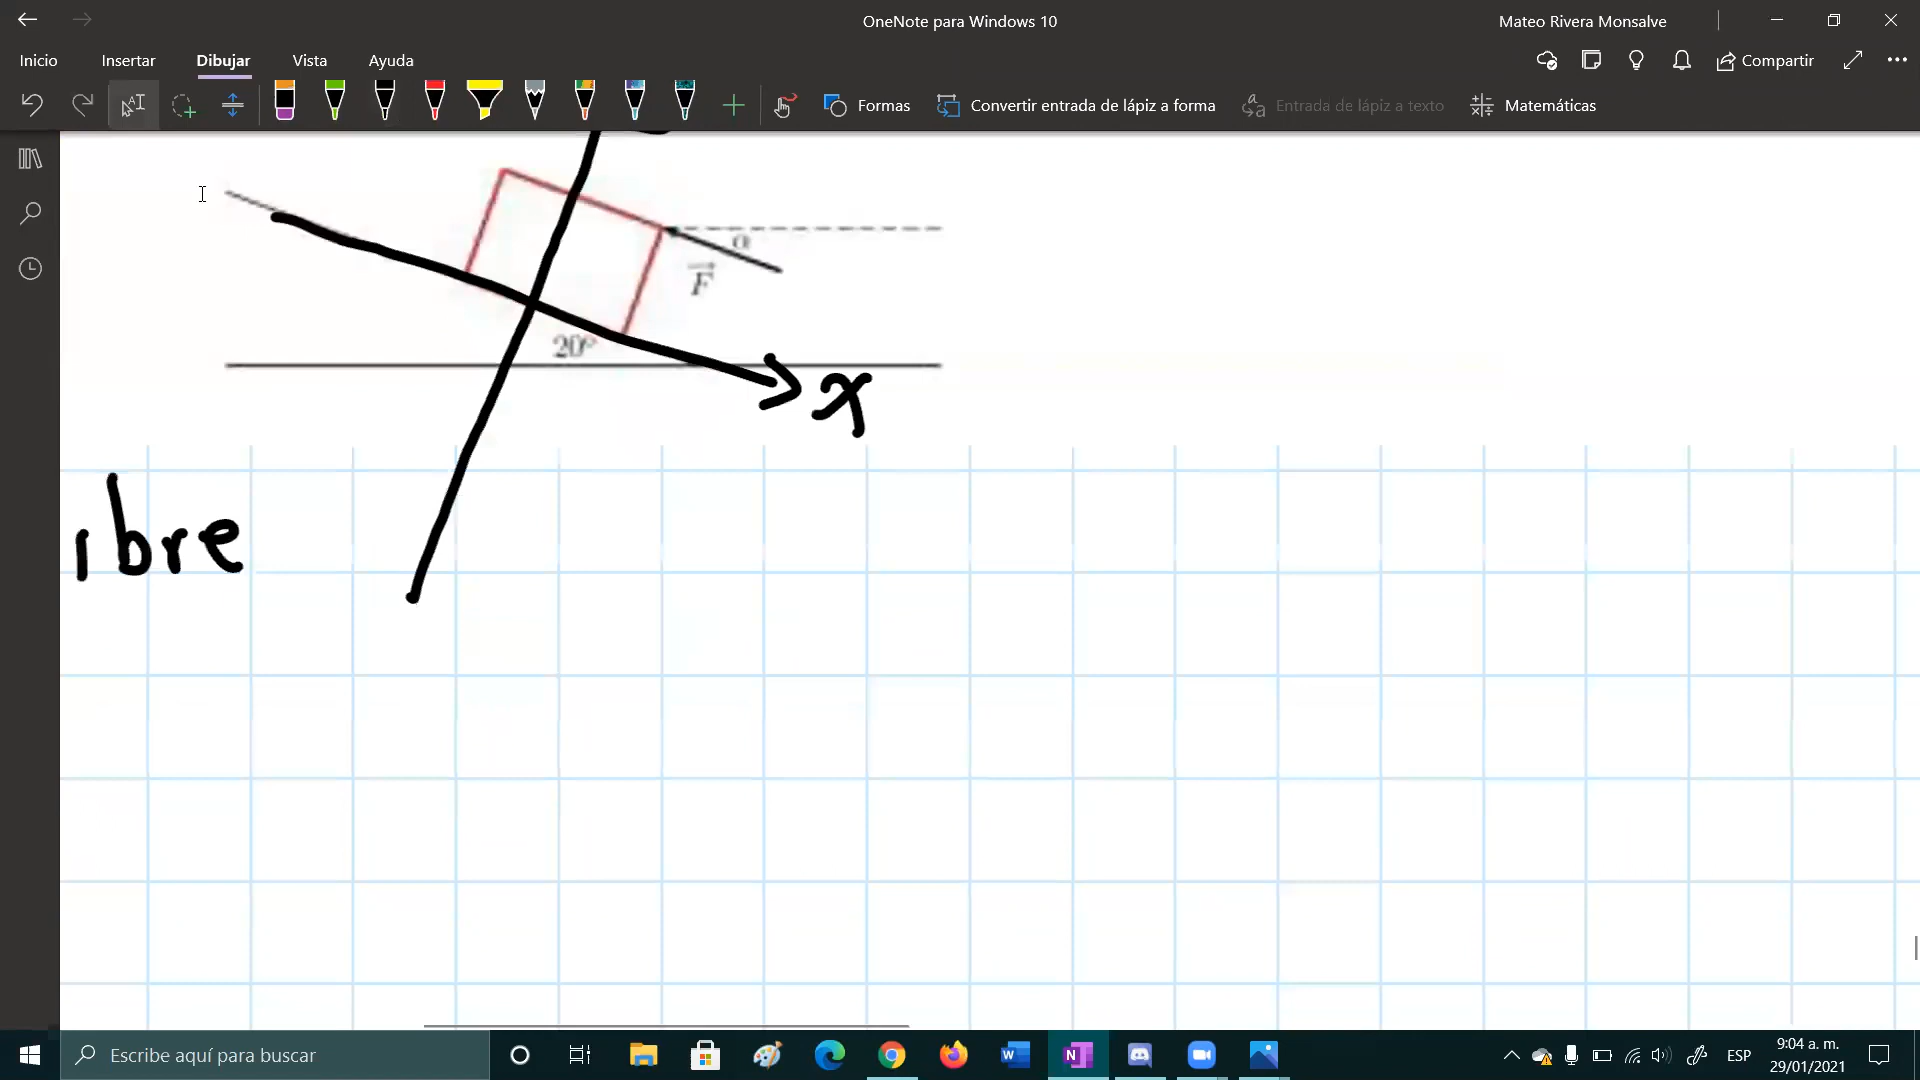 OneNote para Windows 10
Mateo Rivera Monsalve
Inicio Insertar Dibujar Vista Ayuda
Compartir
Formas Convertir entrada de lápiz a forma Entrada de lápiz a texto Matemáticas
α
F
20°
x
ibre
Escribe aquí para buscar
ESP
9:04 a. m.
29/01/2021